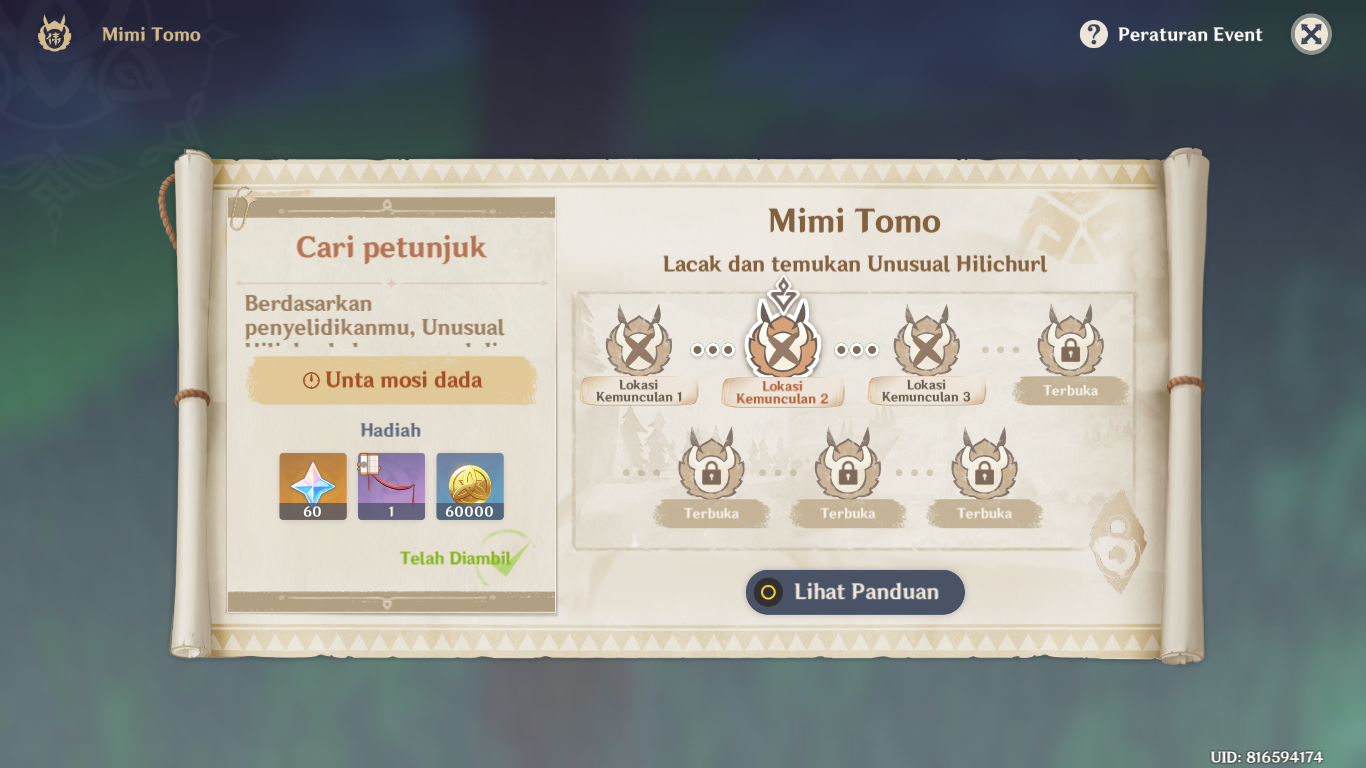 Mimi Tomo
Peraturan Event
Cari petunjuk
Berdasarkan
penyelidikanmu, Unusual
Unta mosi dada
Hadiah
60
1
60000
Telah Diambil
Mimi Tomo
Lacak dan temukan Unusual Hilichurl
Lokasi
Kemunculan 1
Lokasi
Kemunculan 2
Lokasi
Kemunculan 3
Terbuka
Terbuka
Terbuka
Terbuka
Lihat Panduan
UID: 816594174